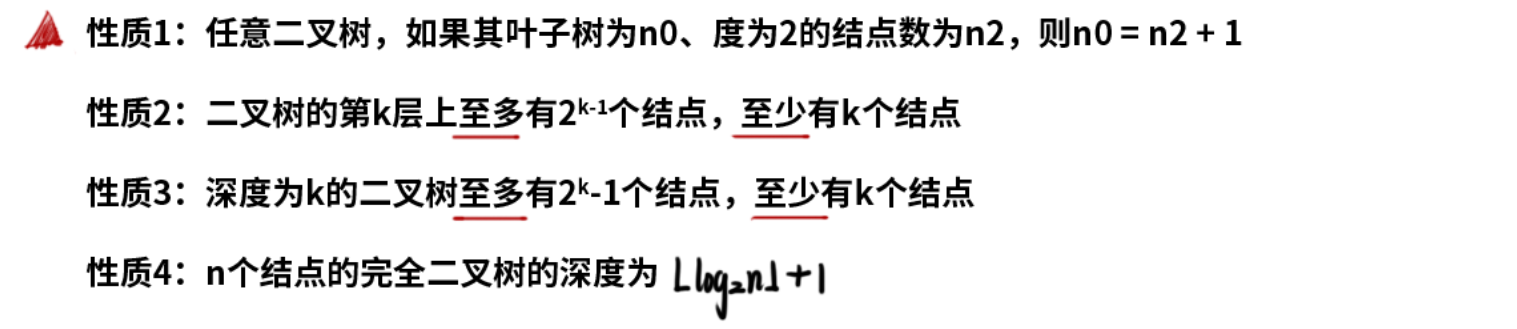 性质1：任意二叉树，如果其叶子树为n0、度为2的结点数为n2，则n0 = n2 + 1
性质2：二叉树的第k层上至多有2ᵏ⁻¹个结点，至少有k个结点
性质3：深度为k的二叉树至多有2ᵏ-1个结点，至少有k个结点
性质4：n个结点的完全二叉树的深度为 ⌊log₂n⌋+1